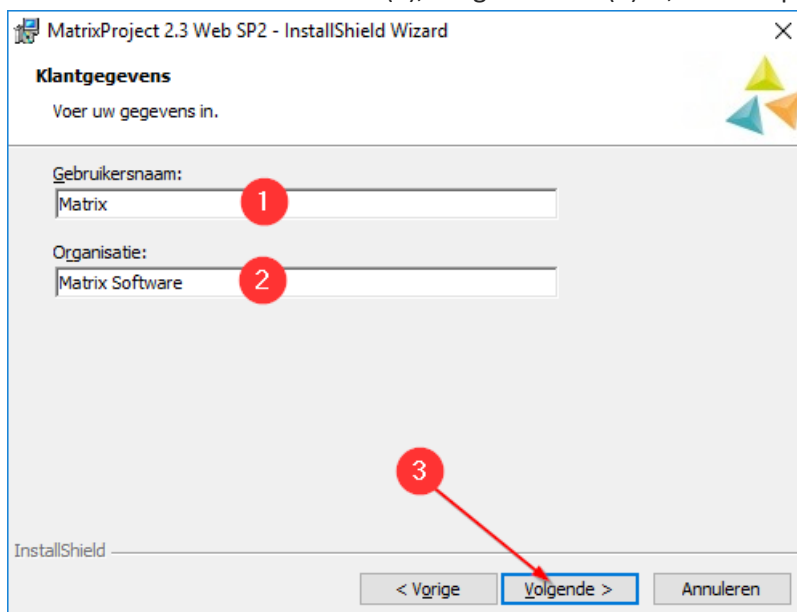 MatrixProject 2.3 Web SP2 - InstallShield Wizard
Klantgegevens
Voer uw gegevens in.
Gebruikersnaam:
Matrix
1
Organisatie:
Matrix Software
2
3
InstallShield
< Vorige
Volgende >
Annuleren